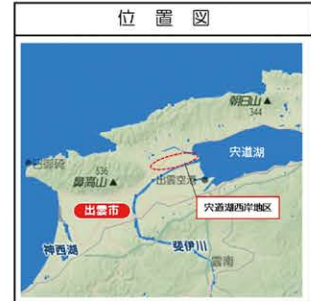 位置図
朝日山▲
344
宍道湖
日御碕
536
鼻高山▲
出雲空港
出雲市
宍道湖西岸地区
神西湖
斐伊川
雲南